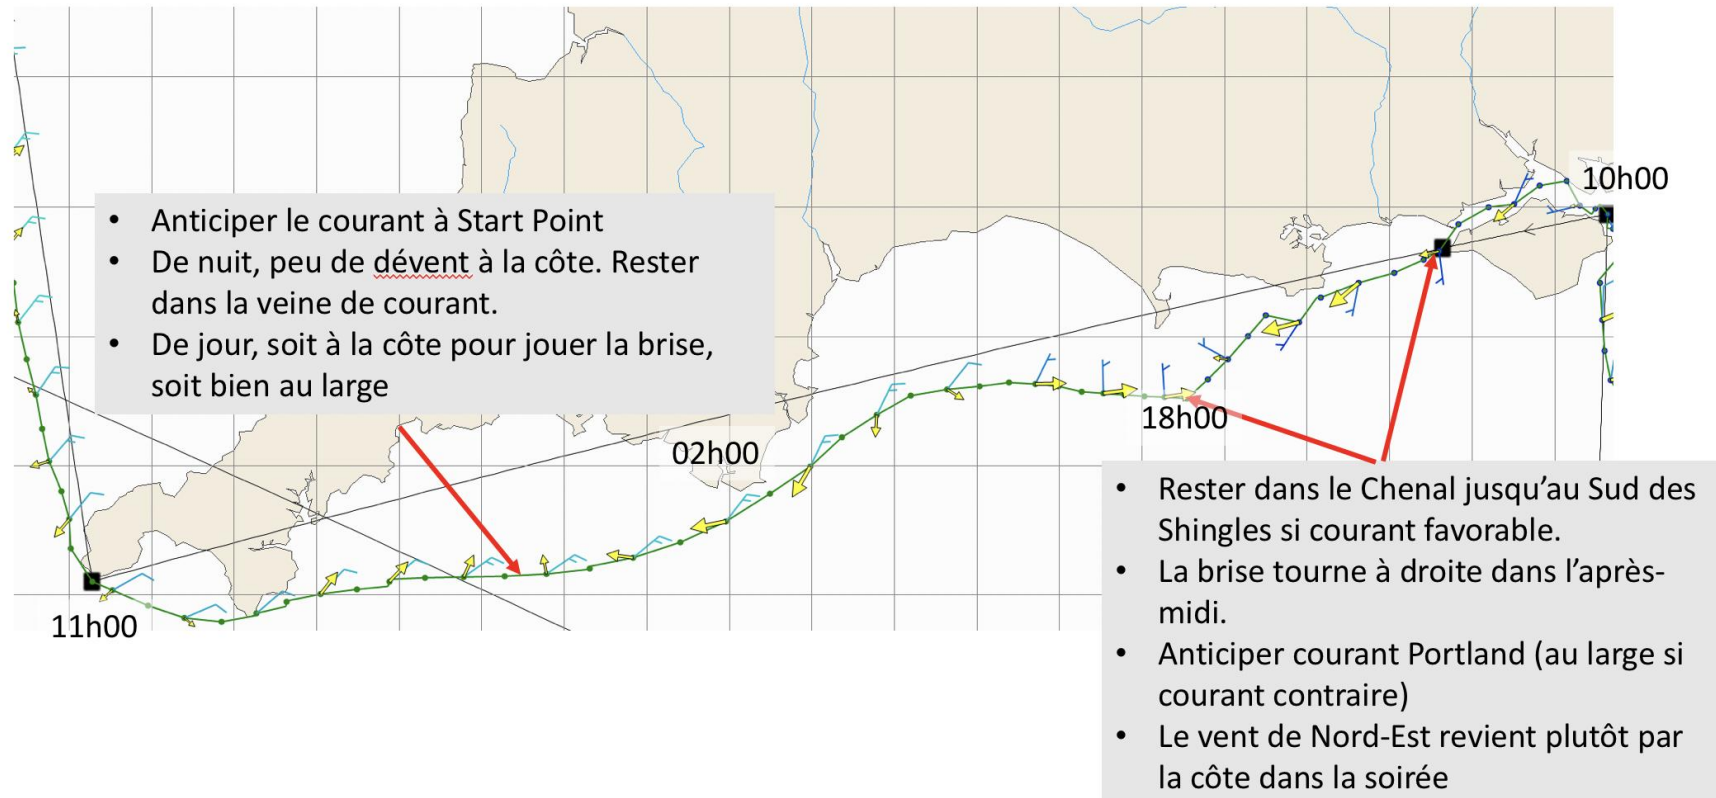 10h00
• Anticiper le courant à Start Point
• De nuit, peu de dévent à la côte. Rester
dans la veine de courant.
• De jour, soit à la côte pour jouer la brise,
soit bien au large
18h00
02h00
11h00
• Rester dans le Chenal jusqu’au Sud des
Shingles si courant favorable.
• La brise tourne à droite dans l’après-
midi.
• Anticiper courant Portland (au large si
courant contraire)
• Le vent de Nord-Est revient plutôt par
la côte dans la soirée